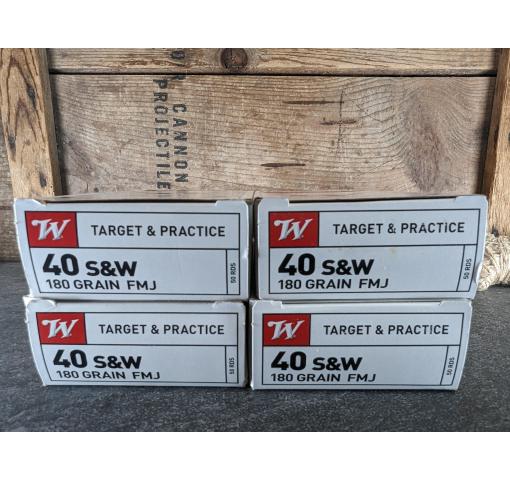 CANNON
PROJECTILE
W
TARGET & PRACTICE
40 S&W
180 GRAIN FMJ
50 RDS
W
TARGET & PRACTICE
40 S&W
180 GRAIN FMJ
50 RDS
W
TARGET & PRACTICE
40 S&W
180 GRAIN FMJ
50 RDS
W
TARGET & PRACTICE
40 S&W
180 GRAIN FMJ
50 RDS